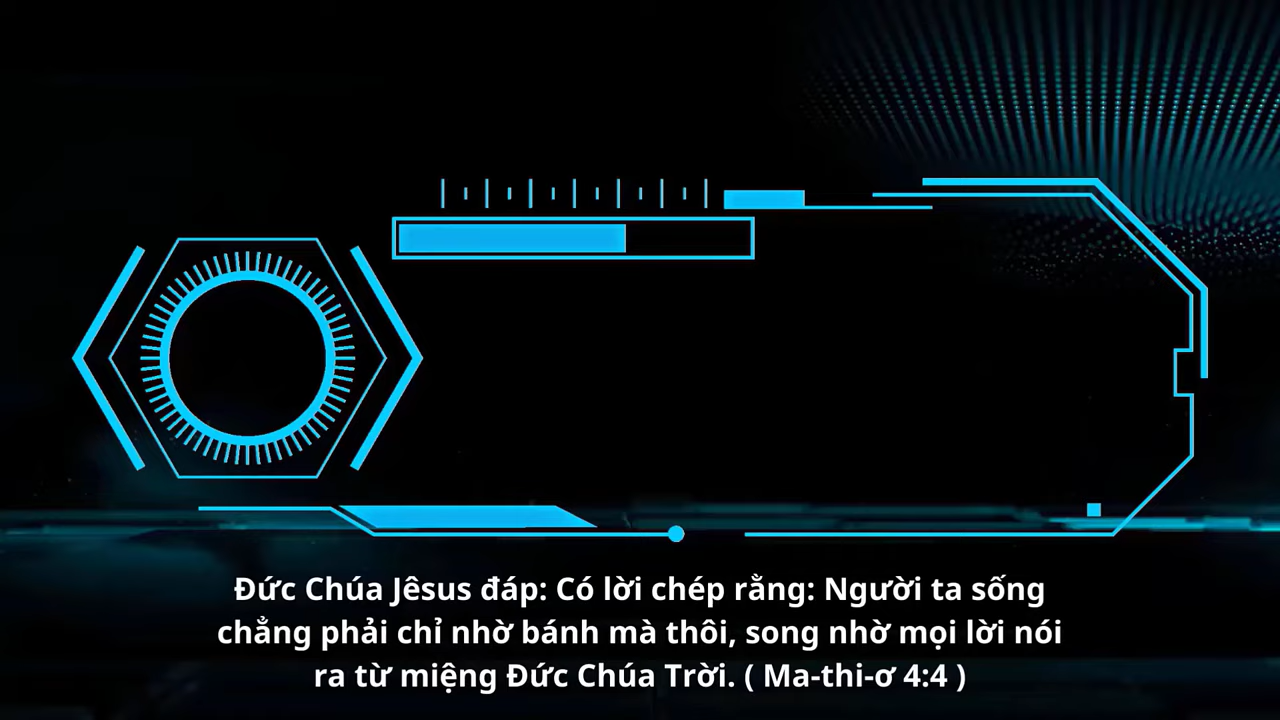 Đức Chúa Jêsus đáp: Có lời chép rằng: Người ta sống
chẳng phải chỉ nhờ bánh mà thôi, song nhờ mọi lời nói
ra từ miệng Đức Chúa Trời. ( Ma-thi-ơ 4:4 )